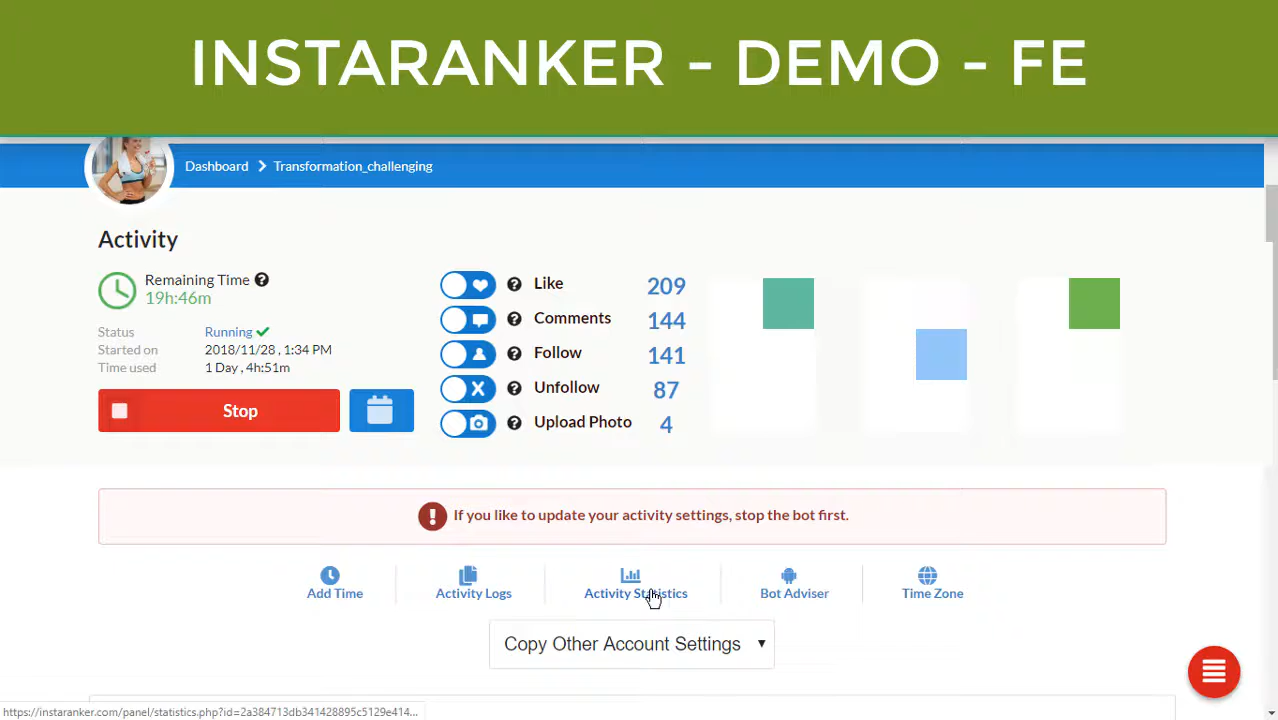 INSTARANKER - DEMO - FE
Dashboard > Transformation_challenging
Activity
Remaining Time ?
19h:46m
Status Running
Started on 2018/11/28 , 1:34 PM
Time used 1 Day , 4h:51m
Stop
? Like 209
? Comments 144
? Follow 141
? Unfollow 87
? Upload Photo 4
! If you like to update your activity settings, stop the bot first.
Add Time
Activity Logs
Activity Statistics
Bot Adviser
Time Zone
Copy Other Account Settings
https://instaranker.com/panel/statistics.php?id=2a384713db341428895c5129e414...